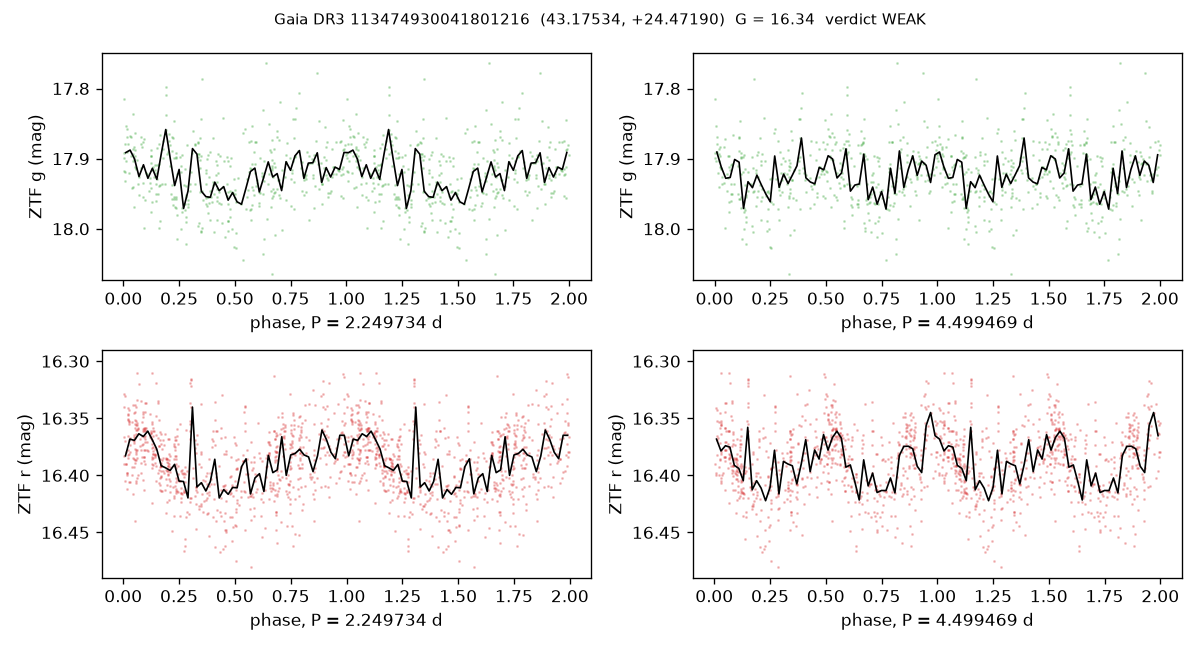 Gaia DR3 113474930041801216  (43.17534, +24.47190)  G = 16.34  verdict WEAK
ZTF g (mag)
17.8
17.9
18.0
0.00 0.25 0.50 0.75 1.00 1.25 1.50 1.75 2.00
phase, P = 2.249734 d
ZTF g (mag)
17.8
17.9
18.0
0.00 0.25 0.50 0.75 1.00 1.25 1.50 1.75 2.00
phase, P = 4.499469 d
ZTF r (mag)
16.30
16.35
16.40
16.45
0.00 0.25 0.50 0.75 1.00 1.25 1.50 1.75 2.00
phase, P = 2.249734 d
ZTF r (mag)
16.30
16.35
16.40
16.45
0.00 0.25 0.50 0.75 1.00 1.25 1.50 1.75 2.00
phase, P = 4.499469 d